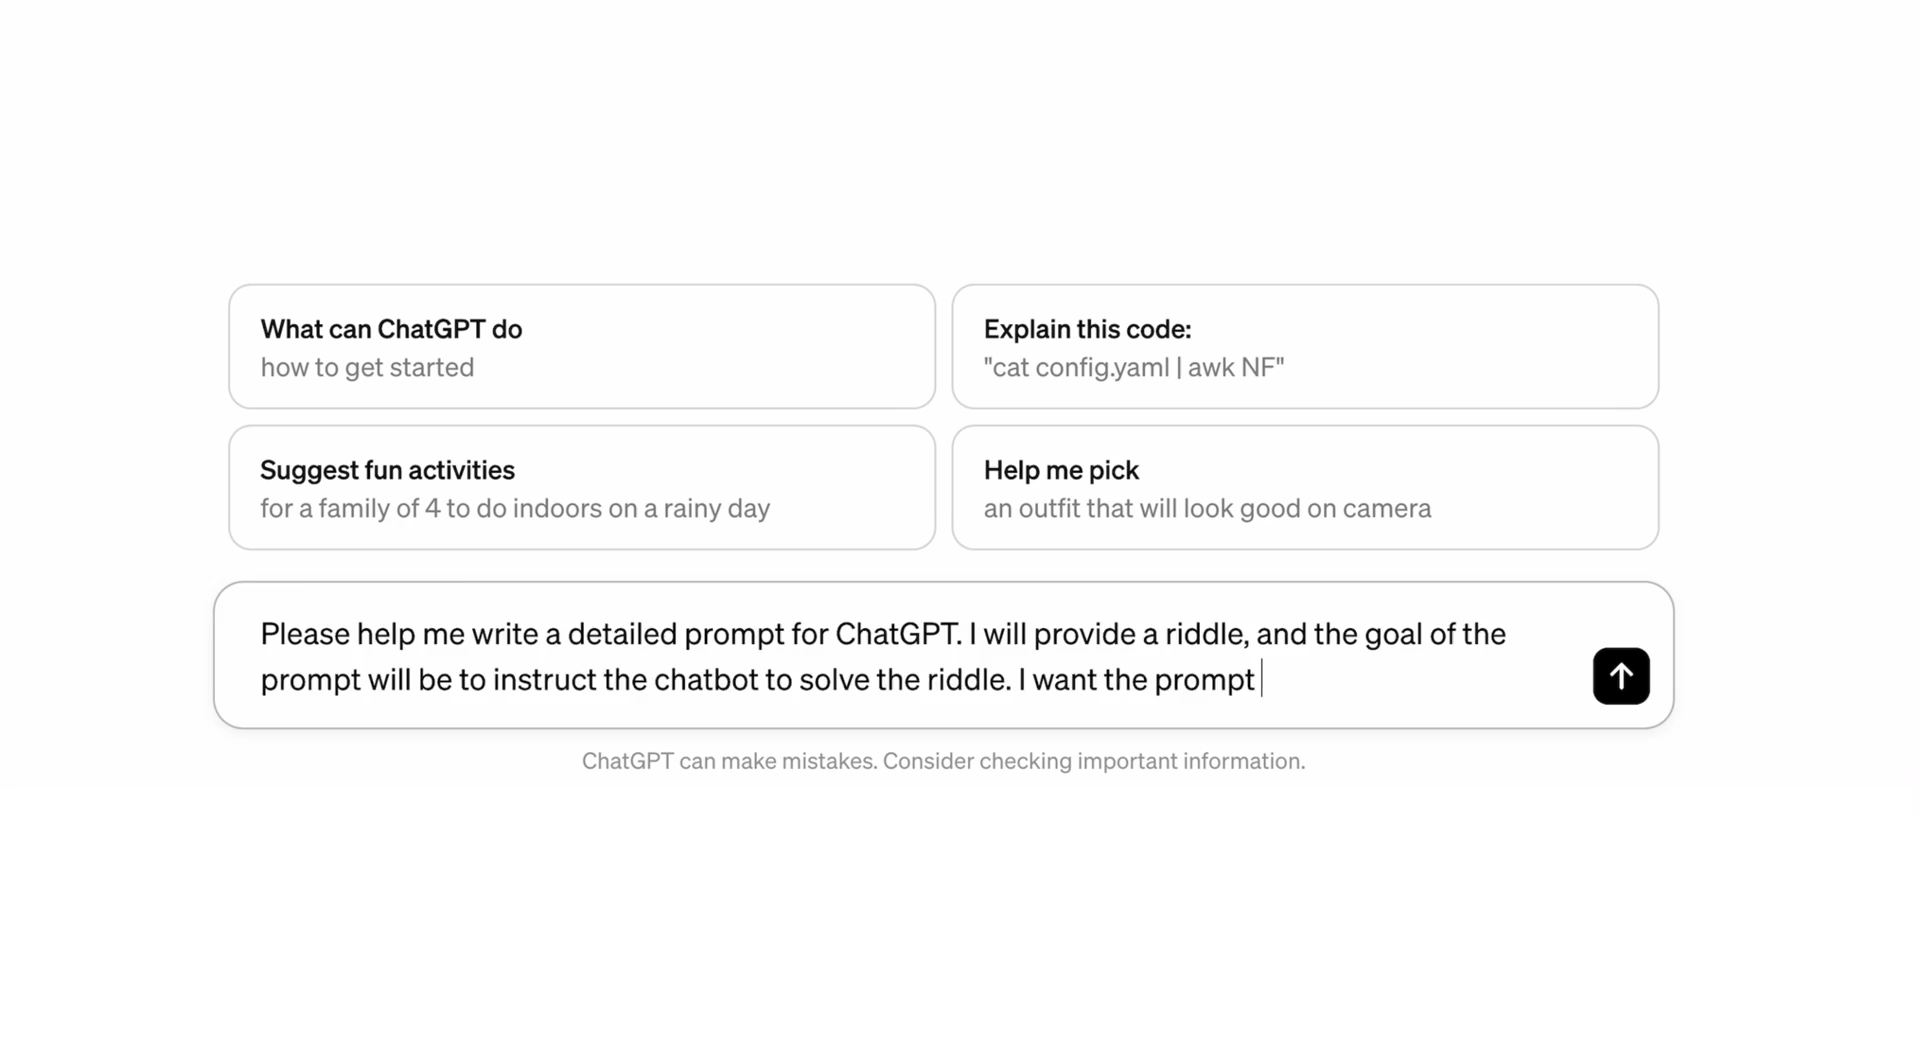 What can ChatGPT do
how to get started
Explain this code:
"cat config.yaml | awk NF"
Suggest fun activities
for a family of 4 to do indoors on a rainy day
Help me pick
an outfit that will look good on camera
Please help me write a detailed prompt for ChatGPT. I will provide a riddle, and the goal of the
prompt will be to instruct the chatbot to solve the riddle. I want the prompt
ChatGPT can make mistakes. Consider checking important information.